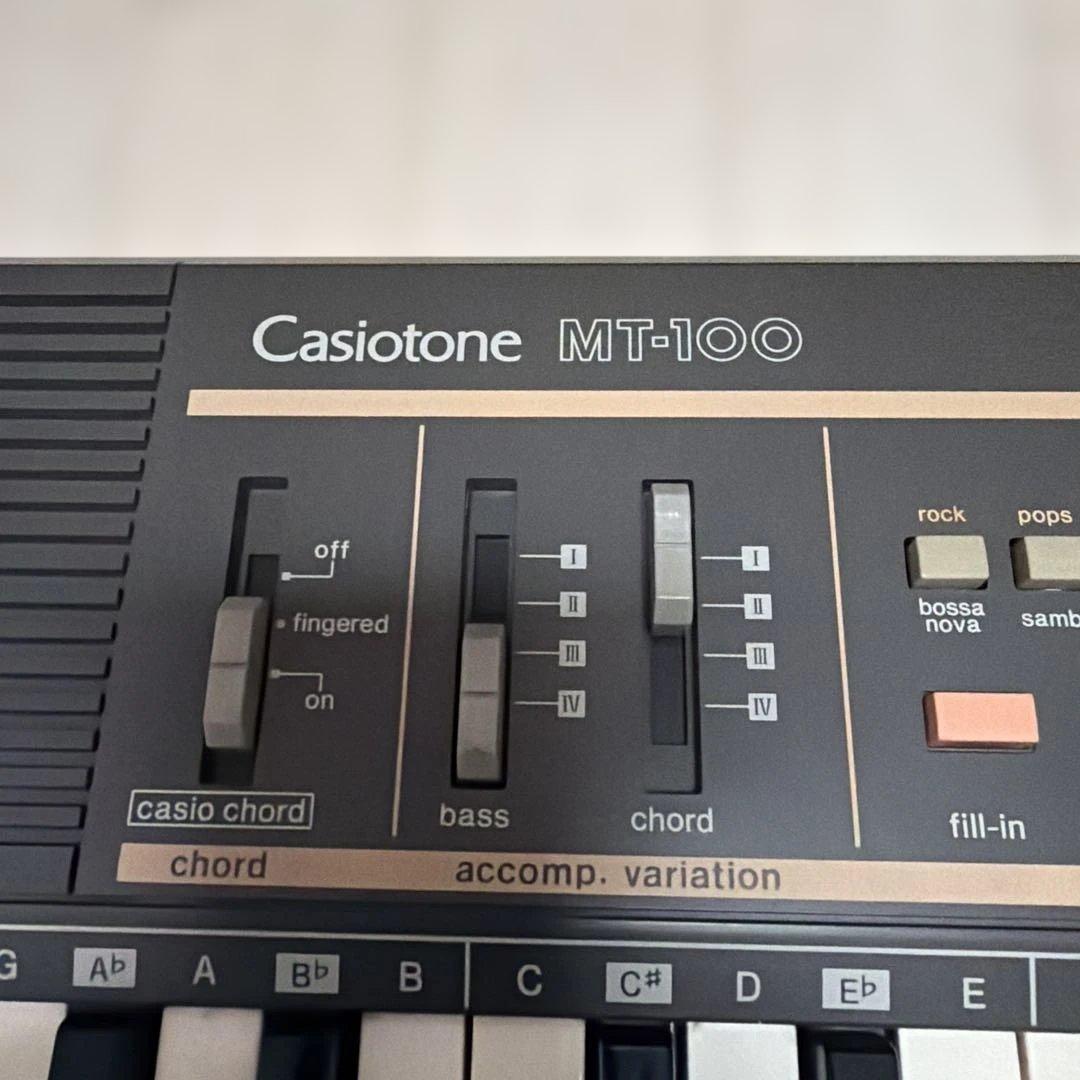 Casiotone MT-100
off
fingered
on
casio chord
chord
I
II
III
IV
bass
I
II
III
IV
chord
accomp. variation
rock
pops
bossa
nova
samb
fill-in
G A♭ A B♭ B C C♯ D E♭ E